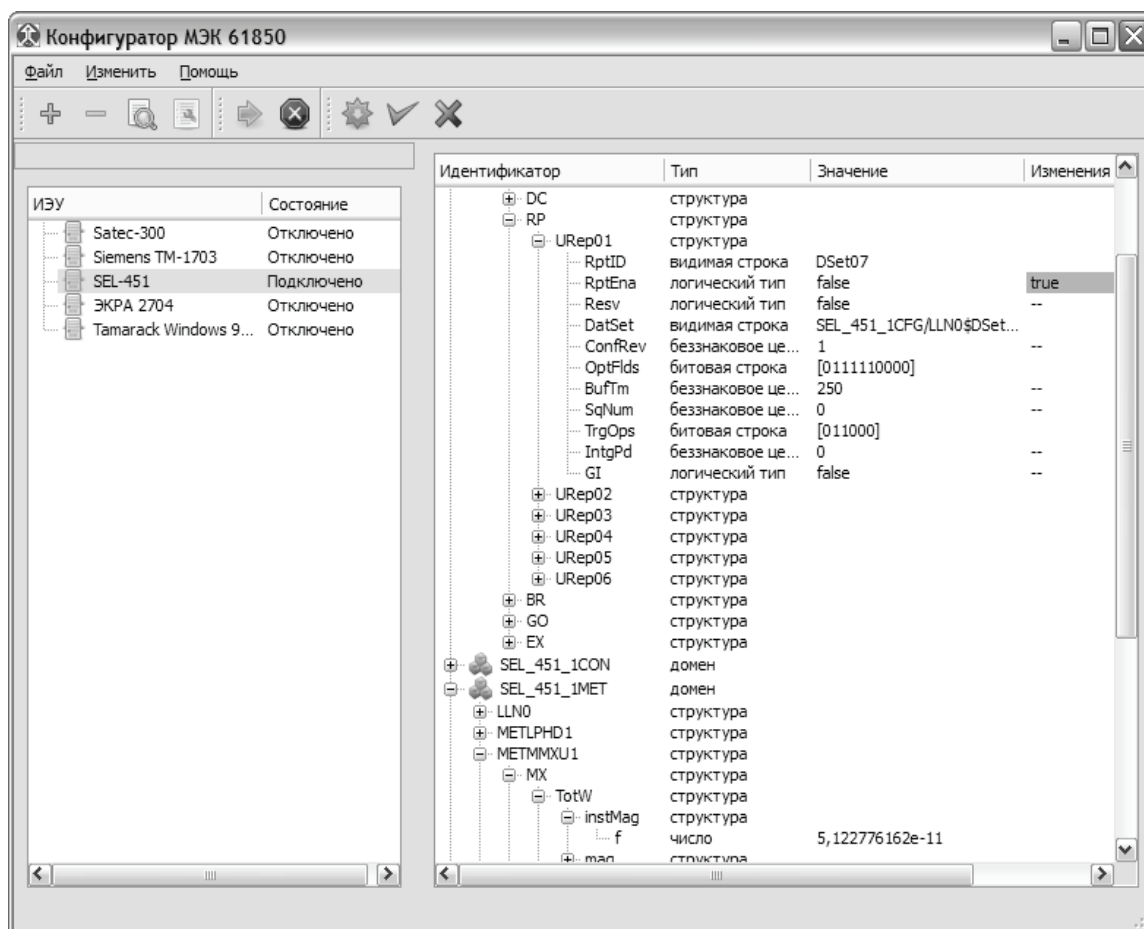 Конфигуратор МЭК 61850
Файл Изменить Помощь
ИЭУ Состояние
Satec-300 Отключено
Siemens TM-1703 Отключено
SEL-451 Подключено
ЭКРА 2704 Отключено
Tamarack Windows 9... Отключено
Идентификатор Тип Значение Изменения
DC структура
RP структура
URep01 структура
RptID видимая строка DSet07
RptEna логический тип false true
Resv логический тип false --
DatSet видимая строка SEL_451_1CFG/LLN0$DSet...
ConfRev беззнаковое це... 1 --
OptFlds битовая строка [0111110000]
BufTm беззнаковое це... 250 --
SqNum беззнаковое це... 0 --
TrgOps битовая строка [011000]
IntgPd беззнаковое це... 0 --
GI логический тип false --
URep02 структура
URep03 структура
URep04 структура
URep05 структура
URep06 структура
BR структура
GO структура
EX структура
SEL_451_1CON домен
SEL_451_1MET домен
LLN0 структура
METLPHD1 структура
METMMXU1 структура
MX структура
TotW структура
instMag структура
f число 5,122776162e-11
mag структура